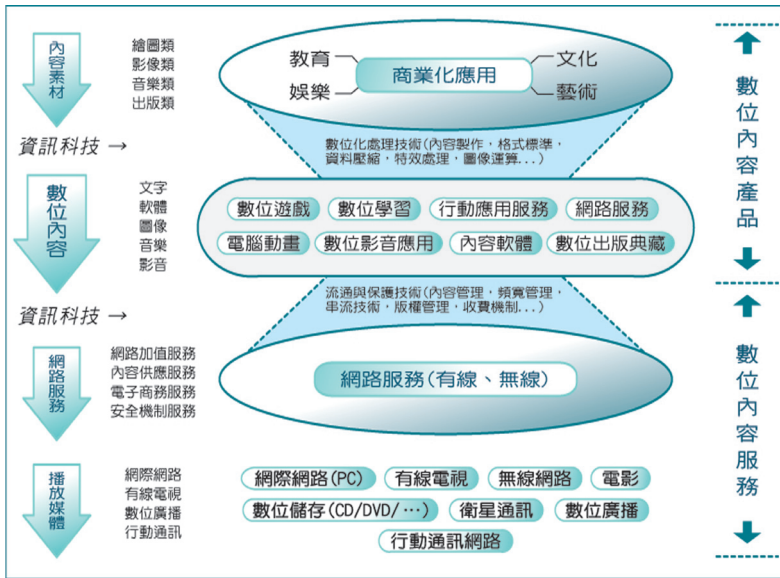 內容素材
繪圖類
影像類
音樂類
出版類
教育
娛樂
商業化應用
文化
藝術
資訊科技 →
數位化處理技術(內容製作，格式標準，
資料壓縮，特效處理，圖像運算...)
數位內容產品
數位內容
文字
軟體
圖像
音樂
影音
數位遊戲
數位學習
行動應用服務
網路服務
電腦動畫
數位影音應用
內容軟體
數位出版典藏
資訊科技 →
流通與保護技術(內容管理，頻寬管理，
串流技術，版權管理，收費機制...)
網路服務
網路加值服務
內容供應服務
電子商務服務
安全機制服務
網路服務(有線、無線)
數位內容服務
播放媒體
網際網路
有線電視
數位廣播
行動通訊
網際網路(PC)
有線電視
無線網路
電影
數位儲存(CD/DVD/…)
衛星通訊
數位廣播
行動通訊網路